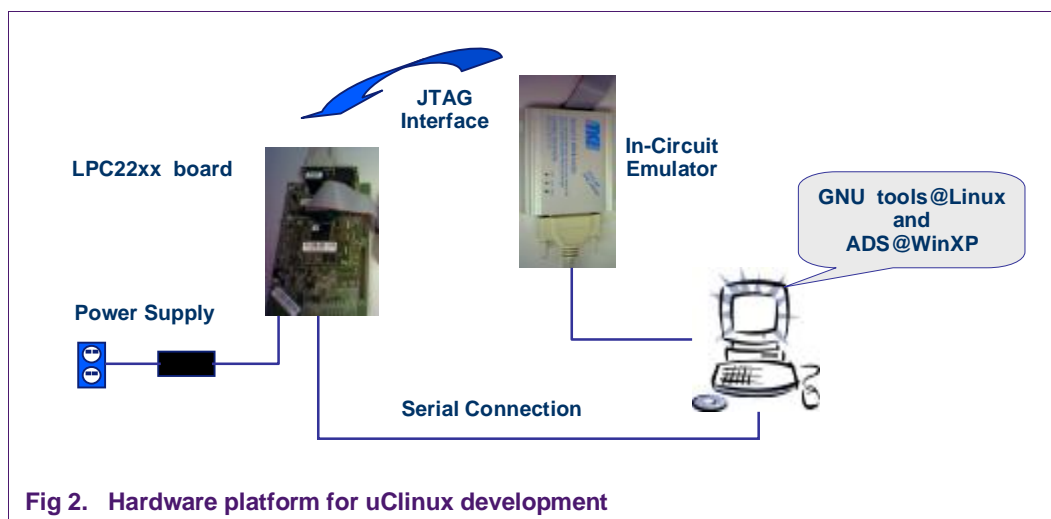 JTAG
Interface
LPC22xx board
In-Circuit
Emulator
GNU tools@Linux
and
ADS@WinXP
Power Supply
Serial Connection
Fig 2. Hardware platform for uClinux development